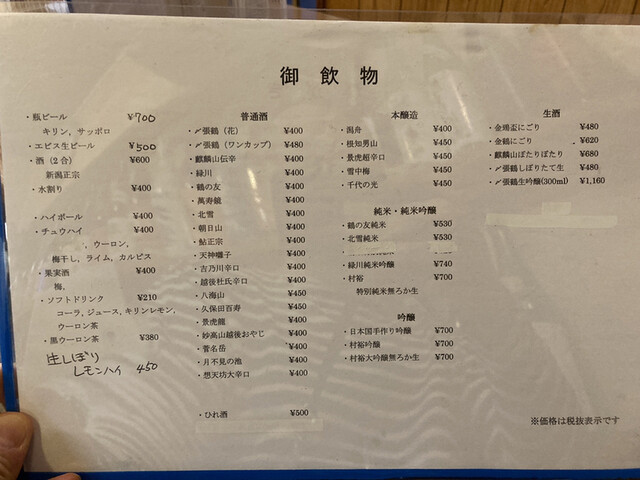 御飲物
・瓶ビール ¥700
キリン，サッポロ
・エビス生ビール ¥500
・酒（２合） ¥600
新潟正宗
・水割り ¥400
・ハイボール ¥400
・チュウハイ ¥400
，ウーロン，
梅干し，ライム，カルピス
・果実酒 ¥400
梅，
・ソフトドリンク ¥210
コーラ，ジュース，キリンレモン，
ウーロン茶
・黒ウーロン茶 ¥380
生しぼり
レモンハイ 450
普通酒
・〆張鶴（花） ¥400
・〆張鶴（ワンカップ） ¥480
・麒麟山伝辛 ¥400
・緑川 ¥400
・鶴の友 ¥400
・萬寿鏡 ¥400
・北雪 ¥400
・朝日山 ¥400
・鮎正宗 ¥400
・天神囃子 ¥400
・吉乃川辛口 ¥400
・越後杜氏辛口 ¥400
・八海山 ¥450
・久保田百寿 ¥450
・景虎龍 ¥400
・妙高山越後おやじ ¥400
・菅名岳 ¥400
・月不見の池 ¥400
・想天坊大辛口 ¥400
・ひれ酒 ¥500
本醸造
・潟舟 ¥400
・根知男山 ¥450
・景虎超辛口 ¥450
・雪中梅 ¥450
・千代の光 ¥450
純米・純米吟醸
・鶴の友純米 ¥530
・北雪純米 ¥530
・緑川純米吟醸 ¥740
・村祐 ¥700
特別純米無ろか生
吟醸
・日本国手作り吟醸 ¥700
・村祐吟醸 ¥700
・村祐大吟醸無ろか生 ¥700
生酒
・金鶏盃にごり ¥480
・金鶴にごり ¥620
・麒麟山ぽたりぽたり ¥680
・〆張鶴しぼりたて生 ¥480
・〆張鶴生吟醸(300ml) ¥1,160
※価格は税抜表示です